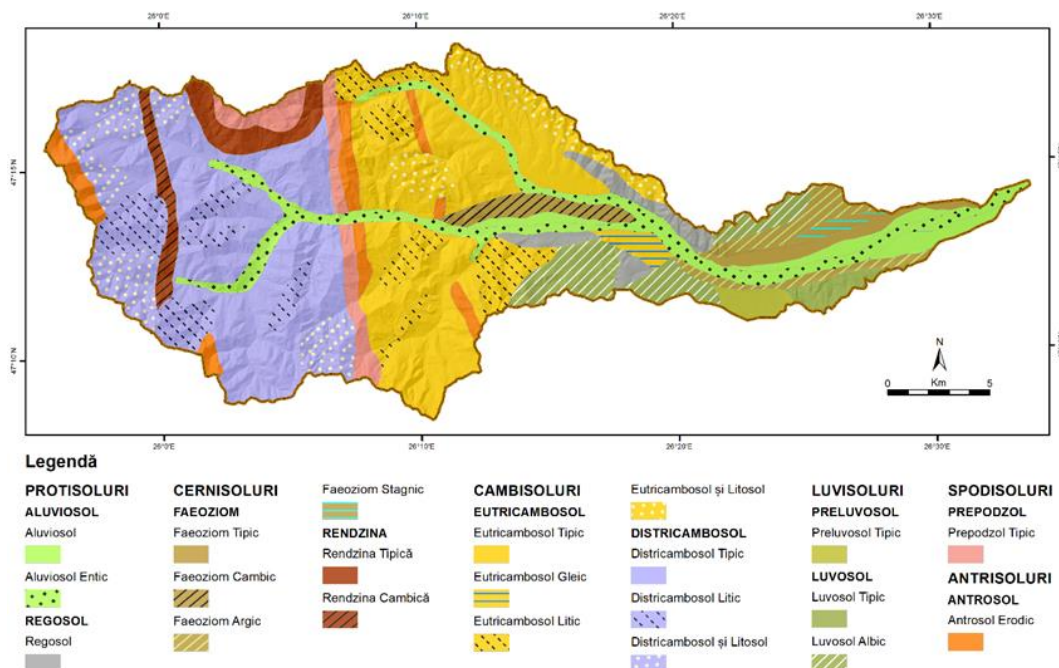 26°0'E 26°10'E 26°20'E 26°30'E
47°15'N
47°10'N
N
Km
0 5
26°0'E 26°10'E 26°20'E 26°30'E
Legendă
PROTISOLURI
ALUVIOSOL
Aluviosol
Aluviosol Entic
REGOSOL
Regosol
CERNISOLURI
FAEOZIOM
Faeoziom Tipic
Faeoziom Cambic
Faeoziom Argic
Faeoziom Stagnic
RENDZINA
Rendzina Tipică
Rendzina Cambică
CAMBISOLURI
EUTRICAMBOSOL
Eutricambosol Tipic
Eutricambosol Gleic
Eutricambosol Litic
Eutricambosol și Litosol
DISTRICAMBOSOL
Districambosol Tipic
Districambosol Litic
Districambosol și Litosol
LUVISOLURI
PRELUVOSOL
Preluvosol Tipic
LUVOSOL
Luvosol Tipic
Luvosol Albic
SPODISOLURI
PREPODZOL
Prepodzol Tipic
ANTRISOLURI
ANTROSOL
Antrosol Erodic